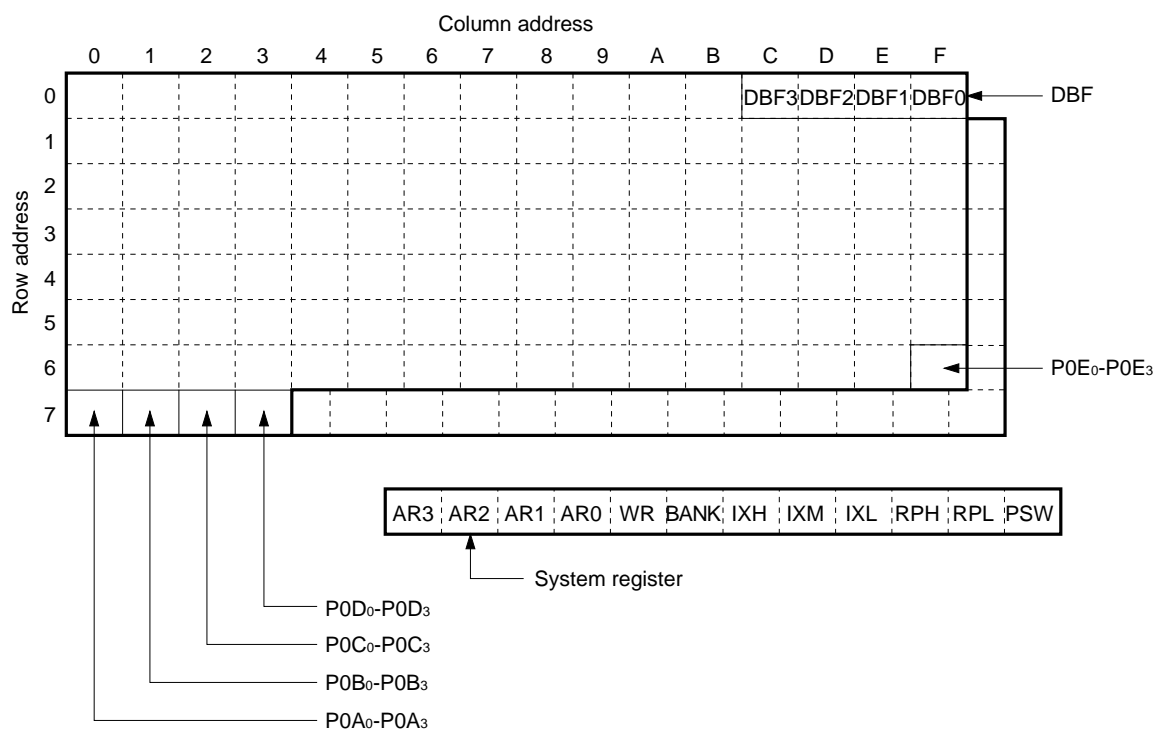 Column address
0 1 2 3 4 5 6 7 8 9 A B C D E F
Row address
0 DBF3 DBF2 DBF1 DBF0 DBF
1
2
3
4
5
6 P0E0-P0E3
7
AR3 AR2 AR1 AR0 WR BANK IXH IXM IXL RPH RPL PSW
System register
P0D0-P0D3
P0C0-P0C3
P0B0-P0B3
P0A0-P0A3